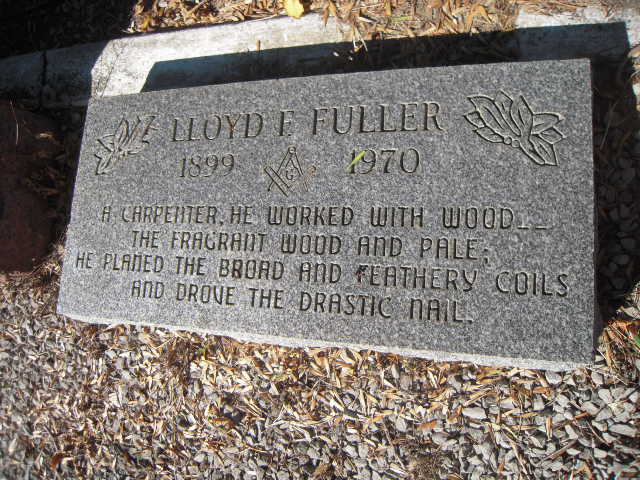 LLOYD F. FULLER
1899 G 1970
A CARPENTER, HE WORKED WITH WOOD__
THE FRAGRANT WOOD AND PALE;
HE PLANED THE BROAD AND FEATHERY COILS
AND DROVE THE DRASTIC NAIL.